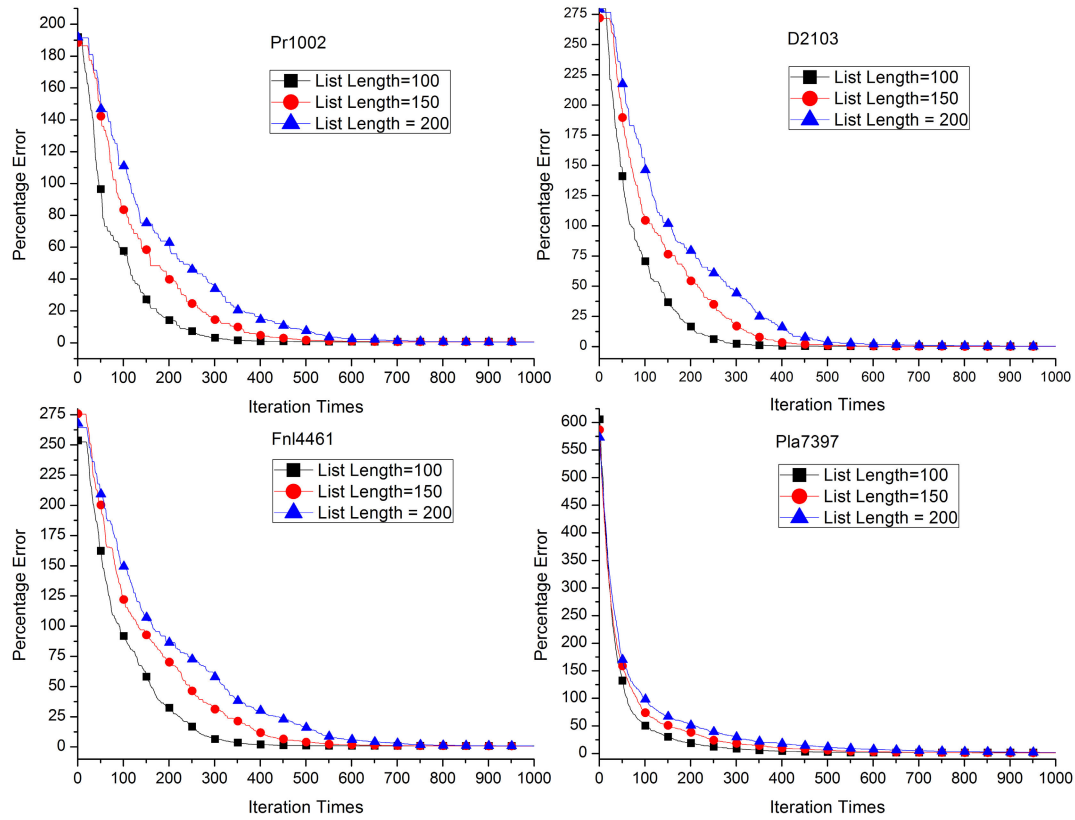 Pr1002
List Length=100
List Length=150
List Length = 200
Percentage Error
200
190
180
160
140
120
100
80
60
40
20
0
0 100 200 300 400 500 600 700 800 900 1000
Iteration Times
D2103
List Length=100
List Length=150
List Length = 200
Percentage Error
275
250
225
200
175
150
125
100
75
50
25
0
0 100 200 300 400 500 600 700 800 900 1000
Iteration Times
Fnl4461
List Length=100
List Length=150
List Length = 200
Percentage Error
275
250
225
200
175
150
125
100
75
50
25
0
0 100 200 300 400 500 600 700 800 900 1000
Iteration Times
Pla7397
List Length=100
List Length=150
List Length = 200
Percentage Error
600
550
500
450
400
350
300
250
200
150
100
50
0
0 100 200 300 400 500 600 700 800 900 1000
Iteration Times